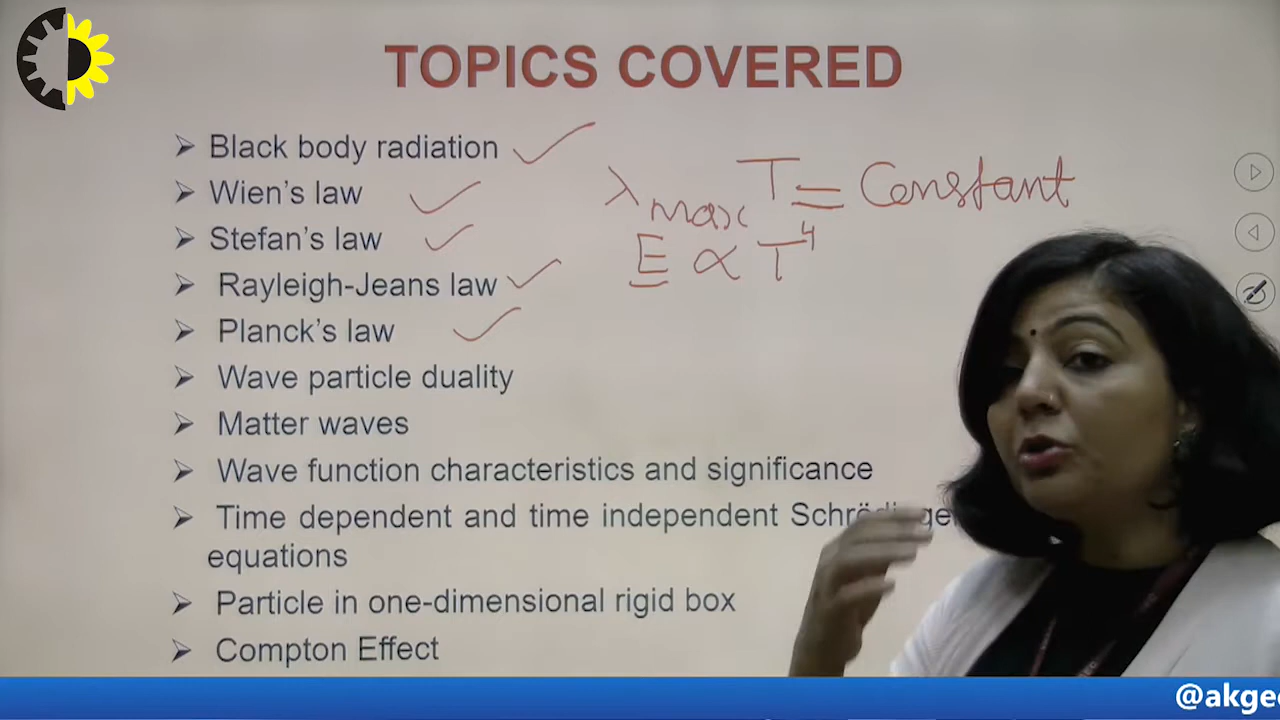 TOPICS COVERED
➢ Black body radiation ✓
λmax T = Constant
➢ Wien's law ✓
➢ Stefan's law ✓
E ∝ T⁴
➢ Rayleigh-Jeans law ✓
➢ Planck's law ✓
➢ Wave particle duality
➢ Matter waves
➢ Wave function characteristics and significance
➢ Time dependent and time independent
equations
➢ Particle in one-dimensional rigid box
➢ Compton Effect